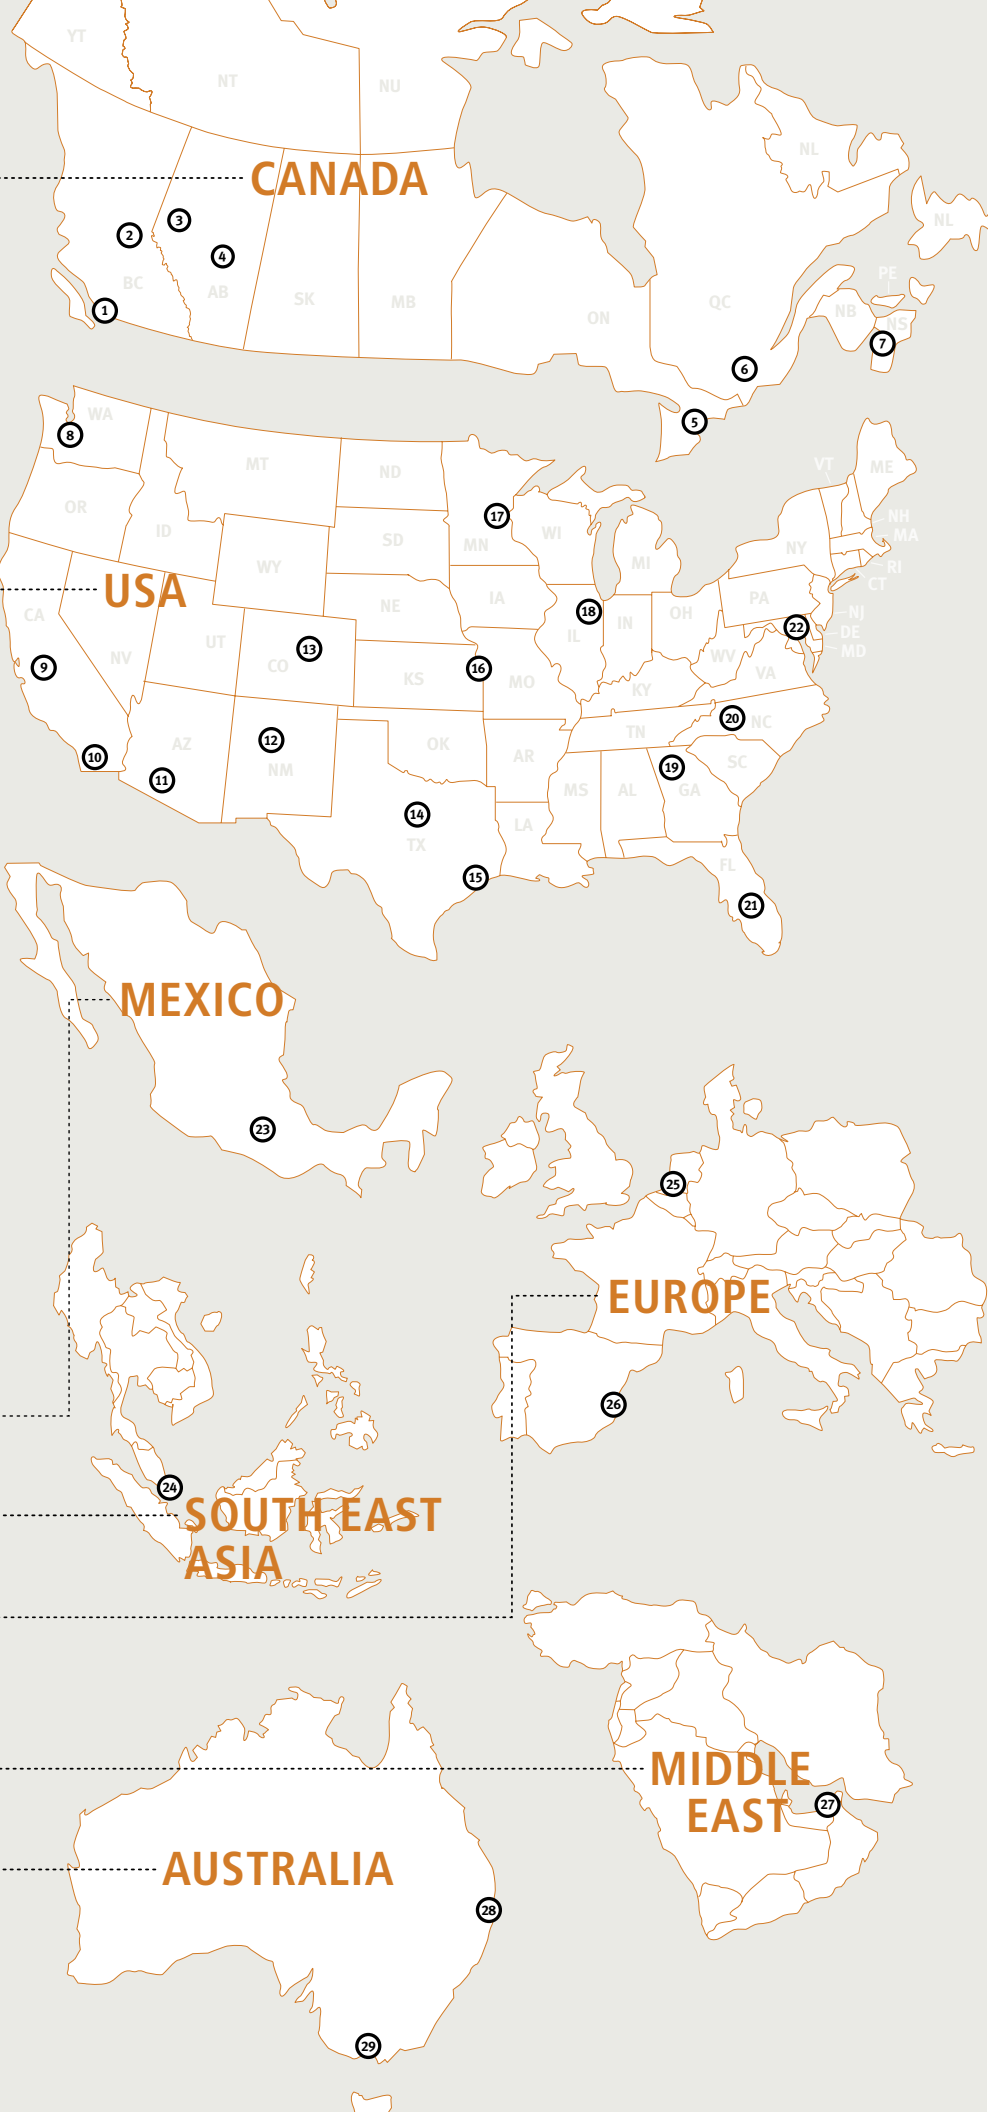 YT
NT
NU
NL
CANADA
NL
3
2
4
PE
BC
AB
SK
MB
ON
QC
NB
NS
1
7
6
5
WA
8
MT
ND
VT
ME
OR
ID
17
WI
NH
SD
MN
MA
NY
WY
MI
RI
CT
USA
NE
IA
PA
CA
18
IL
IN
OH
NJ
22
DE
UT
13
MD
NV
CO
9
KS
16
MO
WV
VA
KY
20
NC
AZ
12
OK
TN
10
NM
AR
19
SC
11
MS
AL
GA
14
TX
LA
FL
15
21
MEXICO
23
25
EUROPE
26
24
SOUTH EAST
ASIA
MIDDLE
EAST
27
AUSTRALIA
28
29